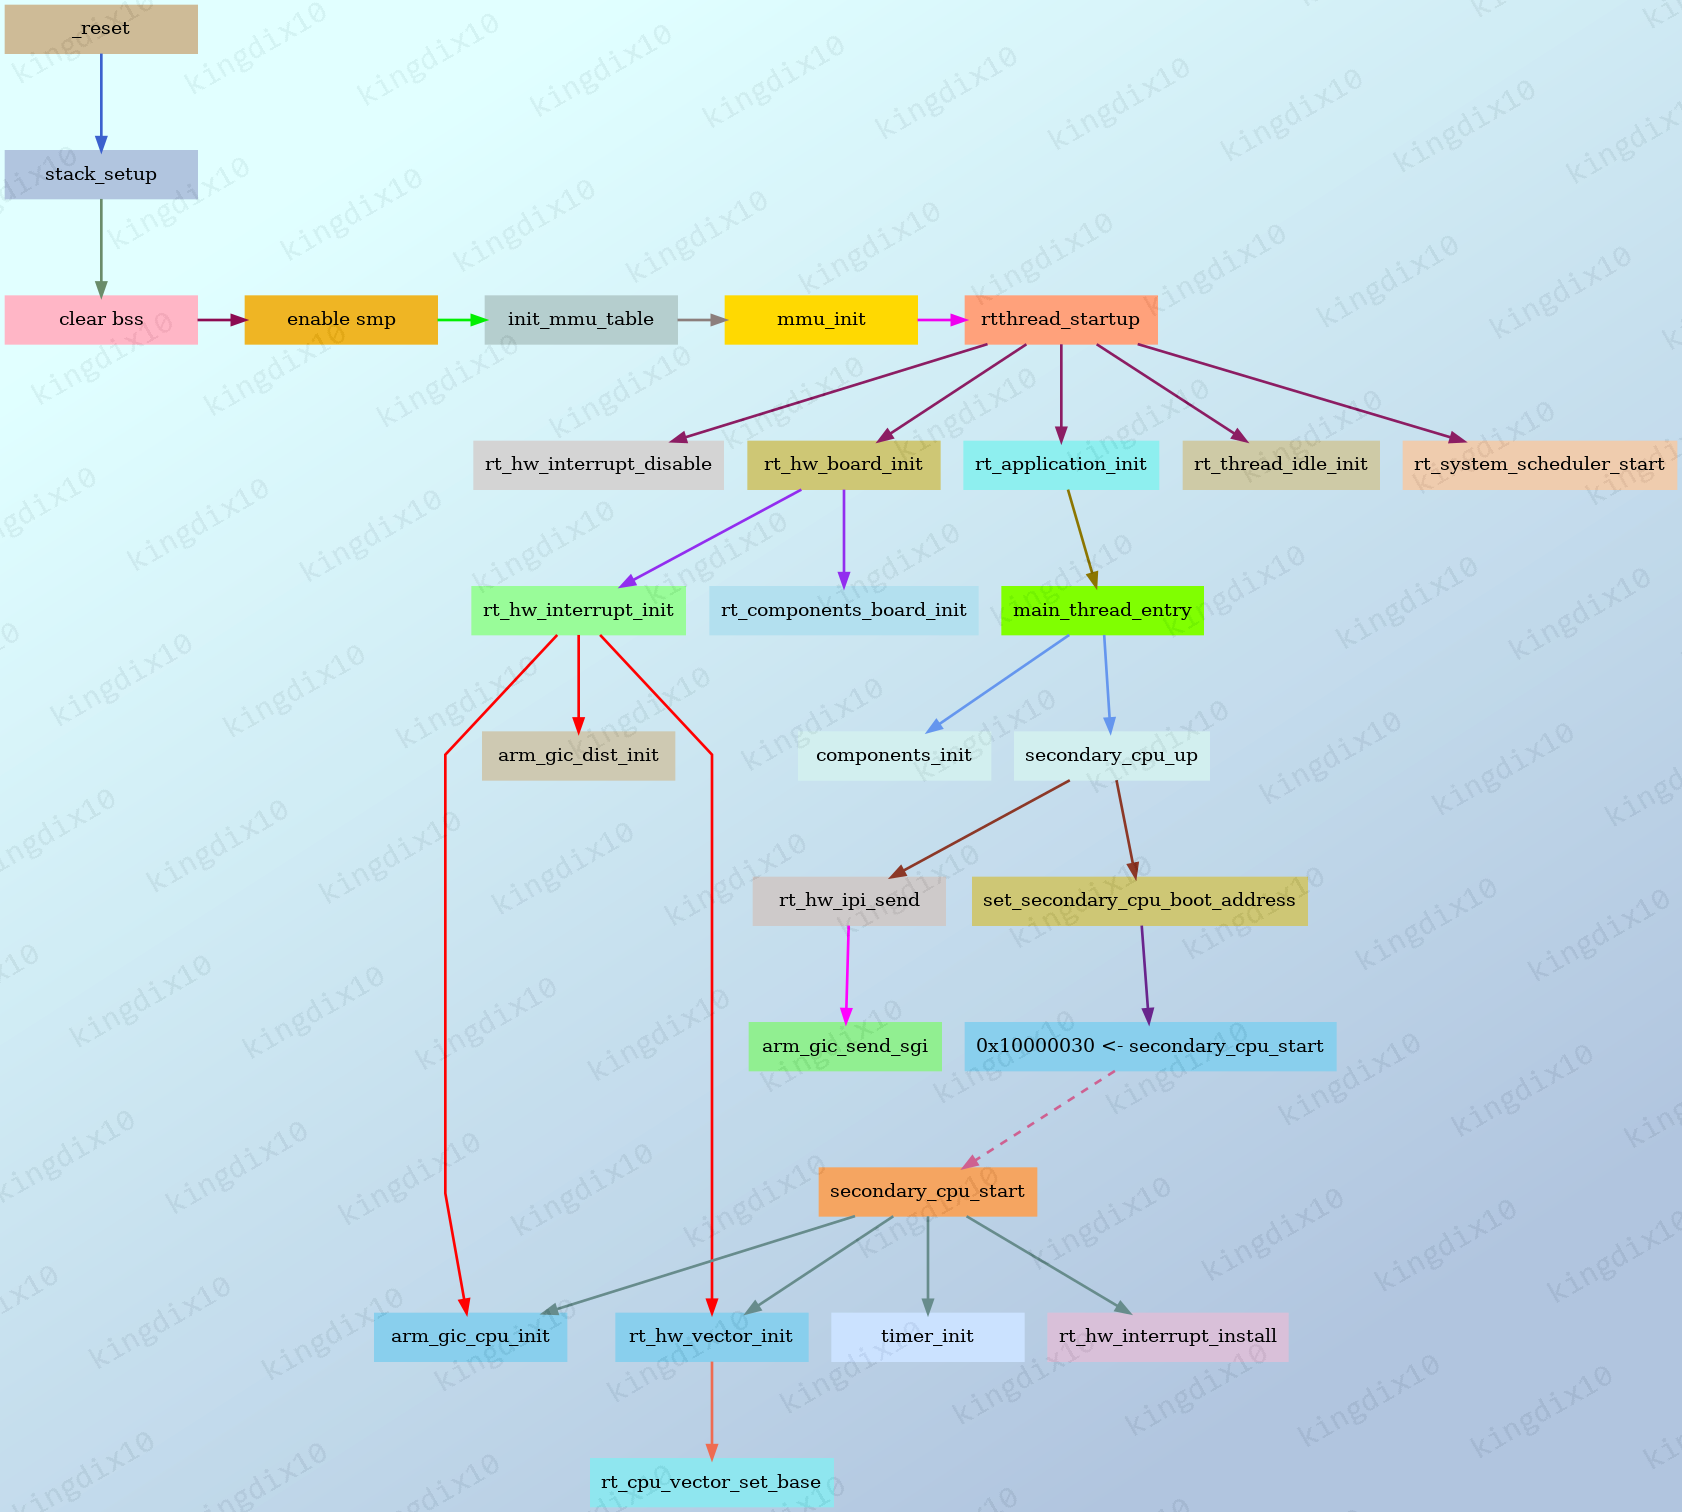 _reset
stack_setup
clear bss
enable smp
init_mmu_table
mmu_init
rtthread_startup
rt_hw_interrupt_disable
rt_hw_board_init
rt_application_init
rt_thread_idle_init
rt_system_scheduler_start
rt_hw_interrupt_init
rt_components_board_init
main_thread_entry
arm_gic_dist_init
components_init
secondary_cpu_up
rt_hw_ipi_send
set_secondary_cpu_boot_address
arm_gic_send_sgi
0x10000030 <- secondary_cpu_start
secondary_cpu_start
arm_gic_cpu_init
rt_hw_vector_init
timer_init
rt_hw_interrupt_install
rt_cpu_vector_set_base
kingdix10